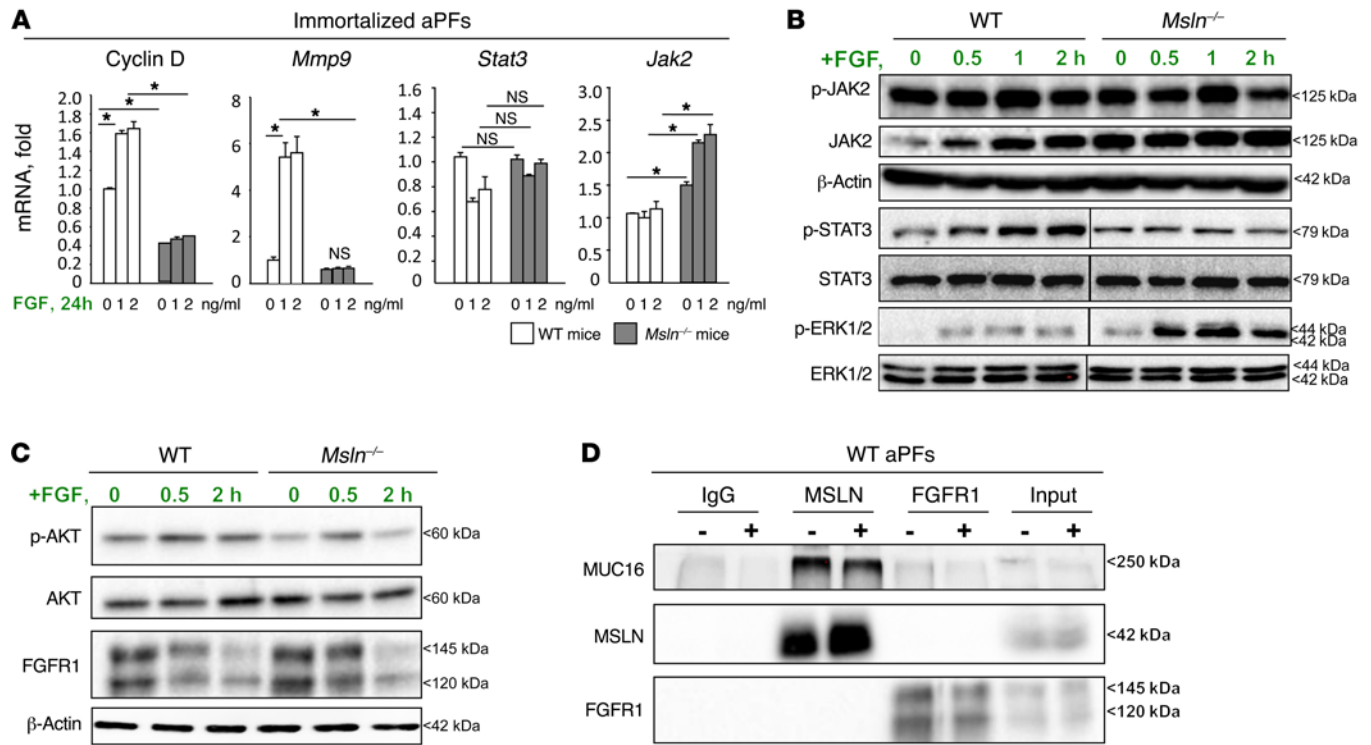 A
Immortalized aPFs
Cyclin D
Mmp9
Stat3
Jak2
mRNA, fold
2.0
1.8
1.6
1.4
1.2
1.0
0.8
0.6
0.4
0.2
0
* * *
8
6
4
2
0
* *
NS
1.4
1.2
1.0
0.8
0.6
0.4
0.2
0
NS
NS
NS
3.0
2.5
2.0
1.5
1.0
0.5
0
*
*
*
FGF, 24h
0 1 2 ng/ml
0 1 2
0 1 2 ng/ml
0 1 2
0 1 2 ng/ml
0 1 2
0 1 2 ng/ml
0 1 2
WT mice
Msln–/– mice
B
WT
Msln–/–
+FGF, 0 0.5 1 2 h 0 0.5 1 2 h
p-JAK2 <125 kDa
JAK2 <125 kDa
β-Actin <42 kDa
p-STAT3 <79 kDa
STAT3 <79 kDa
p-ERK1/2 <44 kDa
<42 kDa
ERK1/2 <44 kDa
<42 kDa
C
WT
Msln–/–
+FGF, 0 0.5 2 h 0 0.5 2 h
p-AKT <60 kDa
AKT <60 kDa
FGFR1 <145 kDa
<120 kDa
β-Actin <42 kDa
D
WT aPFs
IgG MSLN FGFR1 Input
- + - + - + - +
MUC16 <250 kDa
MSLN <42 kDa
FGFR1 <145 kDa
<120 kDa